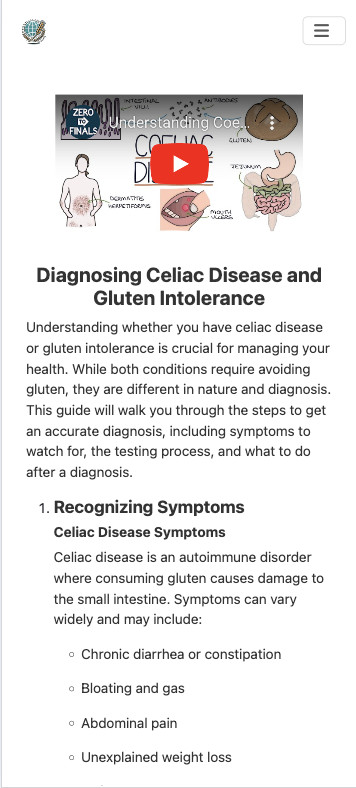 INTESTINAL VILLI
ANTIBODIES
ZERO TO FINALS
Understanding Coe...
GLUTEN
COELIAC
JEJUNUM
DERMATITIS
HERPETIFORMIS
MOUTH
ULCERS
Diagnosing Celiac Disease and
Gluten Intolerance
Understanding whether you have celiac disease
or gluten intolerance is crucial for managing your
health. While both conditions require avoiding
gluten, they are different in nature and diagnosis.
This guide will walk you through the steps to get
an accurate diagnosis, including symptoms to
watch for, the testing process, and what to do
after a diagnosis.
1. Recognizing Symptoms
Celiac Disease Symptoms
Celiac disease is an autoimmune disorder
where consuming gluten causes damage to
the small intestine. Symptoms can vary
widely and may include:
Chronic diarrhea or constipation
Bloating and gas
Abdominal pain
Unexplained weight loss